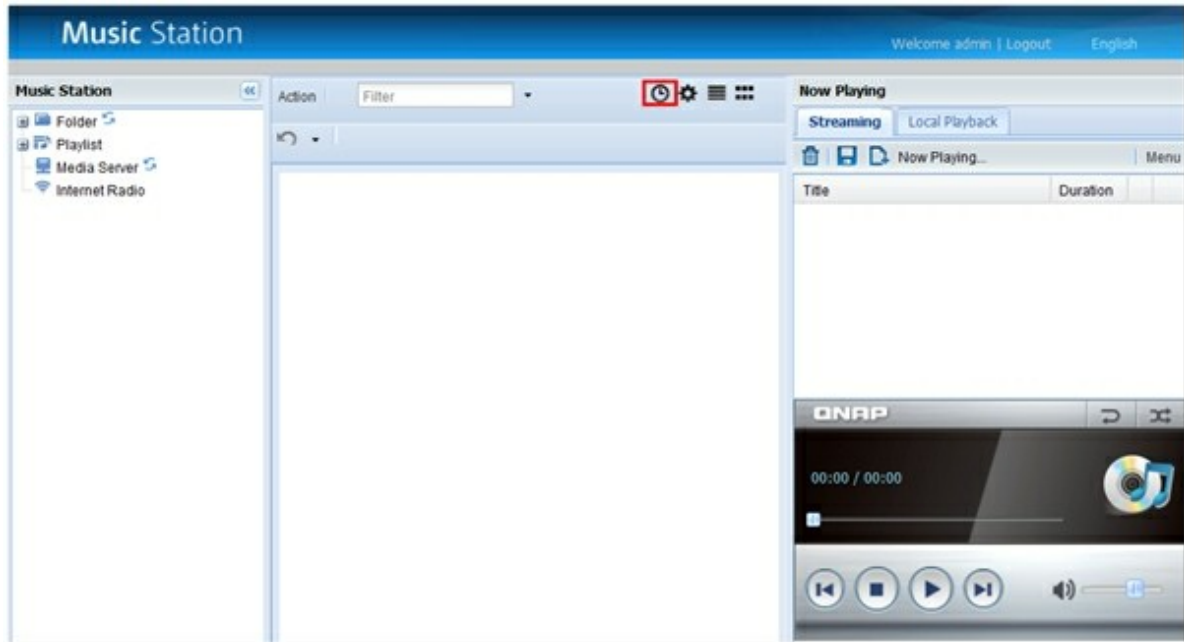 Music Station
Welcome admin | Logout English
Music Station
Folder
Playlist
Media Server
Internet Radio
Action Filter
Now Playing
Streaming Local Playback
Now Playing... Menu
Title Duration
QNAP
00:00 / 00:00